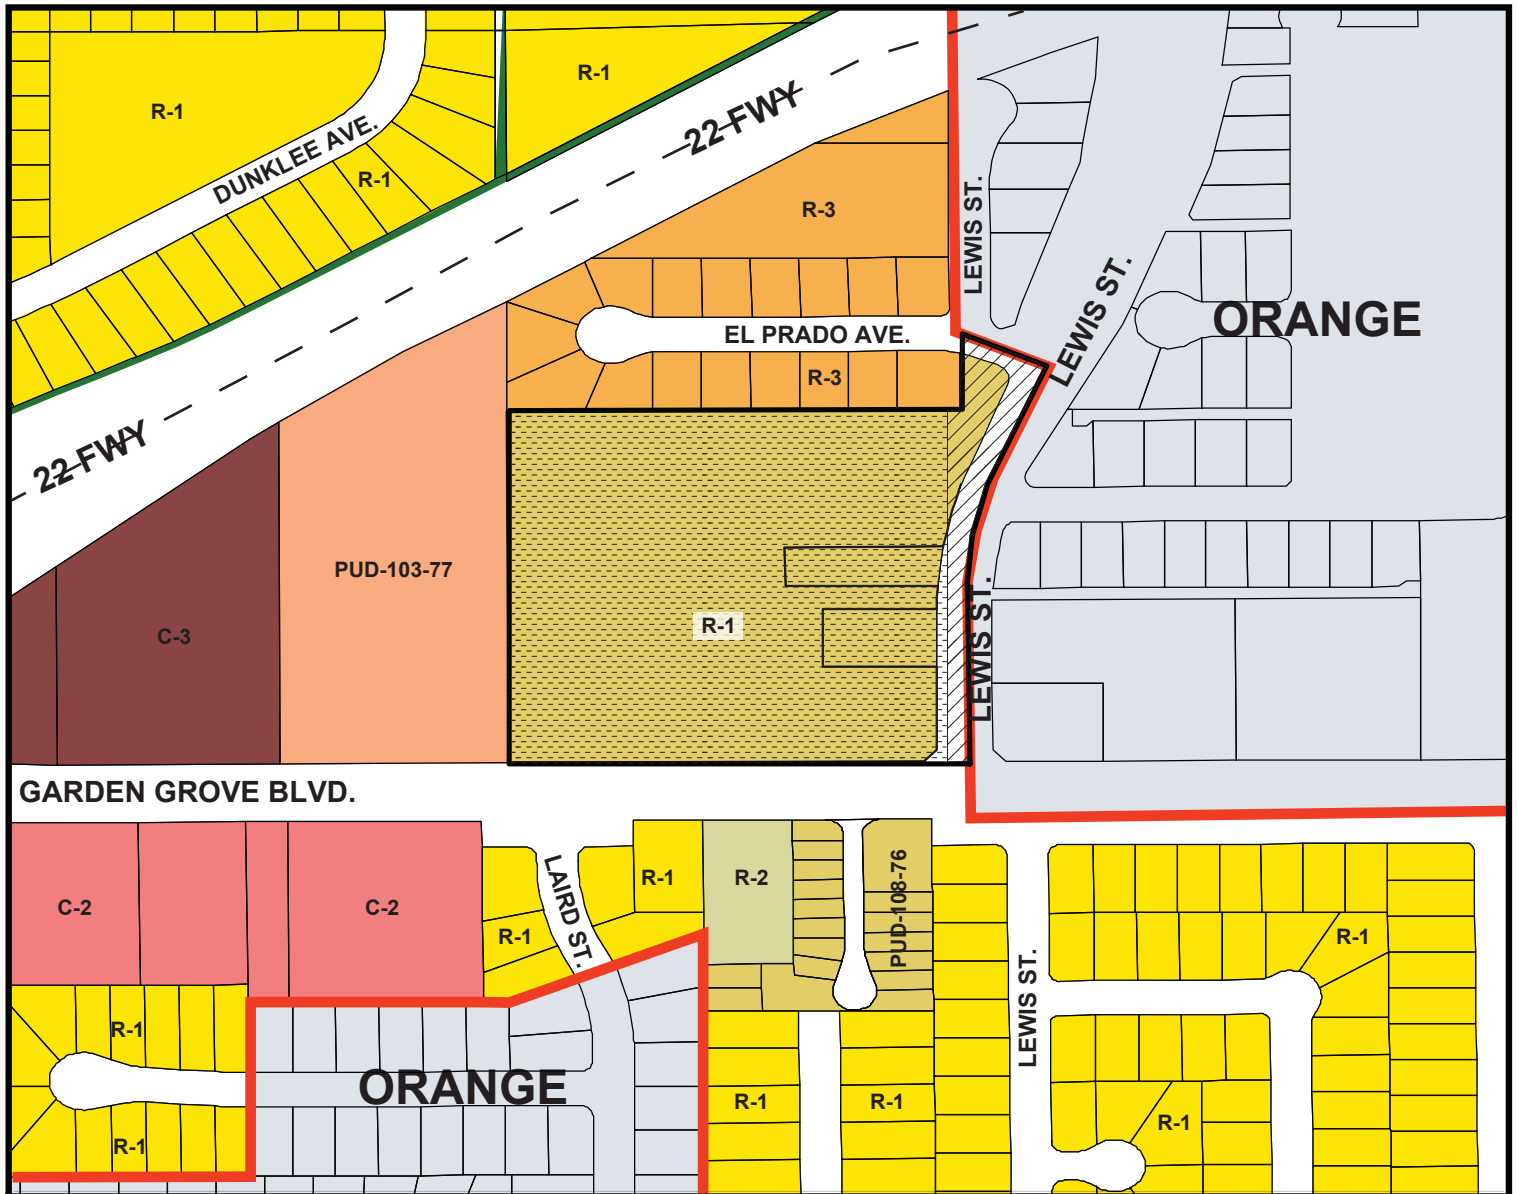 R-1
R-1
22 FWY
DUNKLEE AVE.
R-1
R-3
LEWIS ST.
LEWIS ST.
ORANGE
EL PRADO AVE.
R-3
22 FWY
PUD-103-77
R-1
C-3
LEWIS ST.
GARDEN GROVE BLVD.
C-2
C-2
LAIRD ST.
R-1
R-1
R-2
PUD-108-76
R-1
LEWIS ST.
R-1
ORANGE
R-1
R-1
R-1
R-1